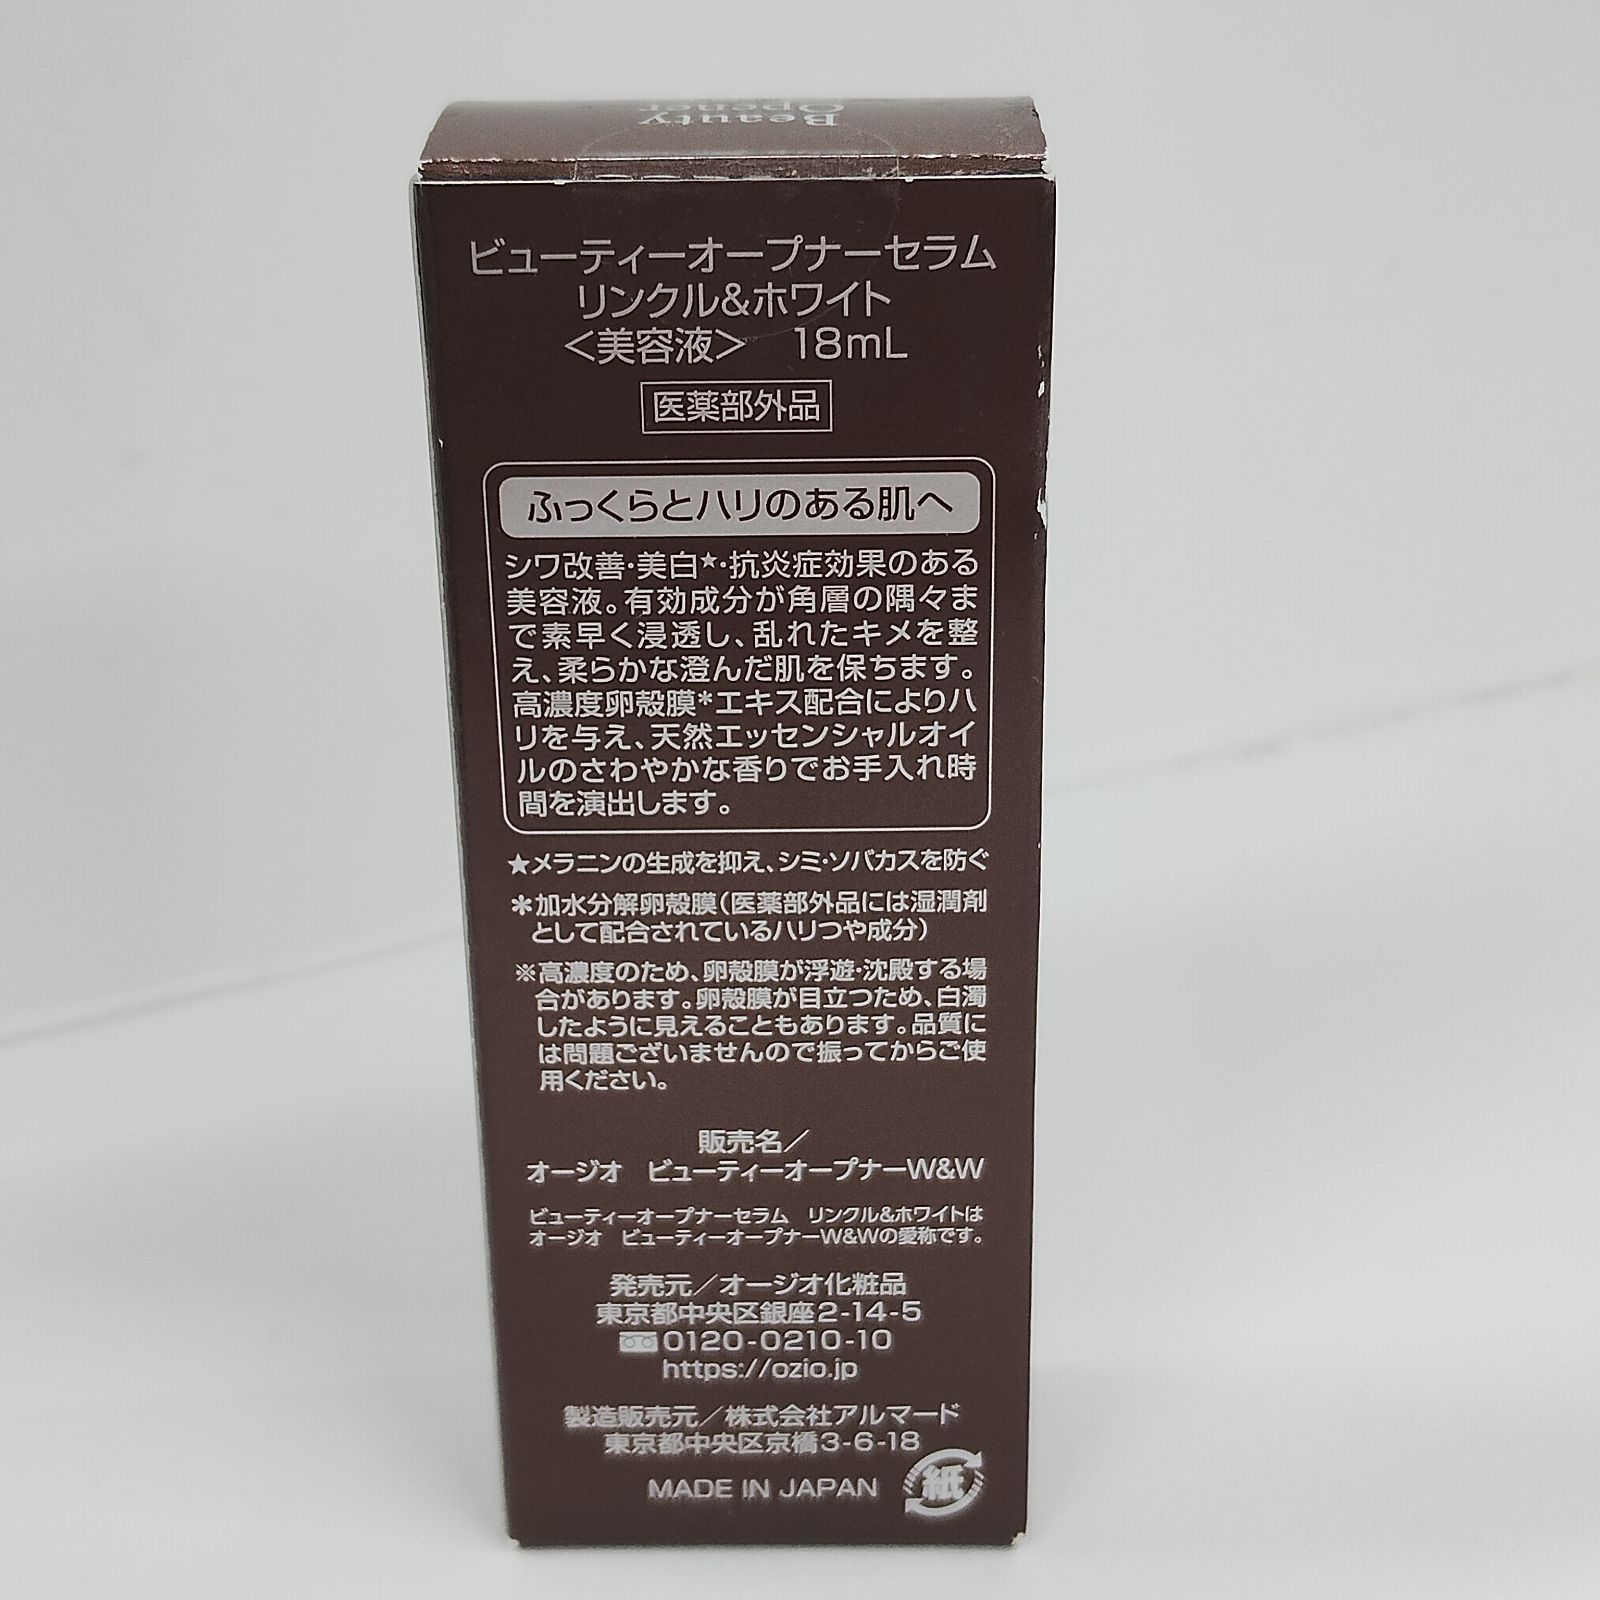 Beauty
Opener
ビューティーオープナーセラム
リンクル&ホワイト
<美容液> 18mL
医薬部外品
ふっくらとハリのある肌へ
シワ改善・美白★・抗炎症効果のある
美容液。有効成分が角層の隅々ま
で素早く浸透し、乱れたキメを整
え、柔らかな澄んだ肌を保ちます。
高濃度卵殻膜*エキス配合によりハ
リを与え、天然エッセンシャルオイ
ルのさわやかな香りでお手入れ時
間を演出します。
★メラニンの生成を抑え、シミ・ソバカスを防ぐ
*加水分解卵殻膜(医薬部外品には湿潤剤
として配合されているハリつや成分)
※高濃度のため、卵殻膜が浮遊・沈殿する場
合があります。卵殻膜が目立つため、白濁
したように見えることもあります。品質に
は問題ございませんので振ってからご使
用ください。
販売名/
オージオ ビューティーオープナーW&W
ビューティーオープナーセラム リンクル&ホワイトは
オージオ ビューティーオープナーW&Wの愛称です。
発売元/オージオ化粧品
東京都中央区銀座2-14-5
0120-0210-10
https://ozio.jp
製造販売元/株式会社アルマード
東京都中央区京橋3-6-18
MADE IN JAPAN
紙